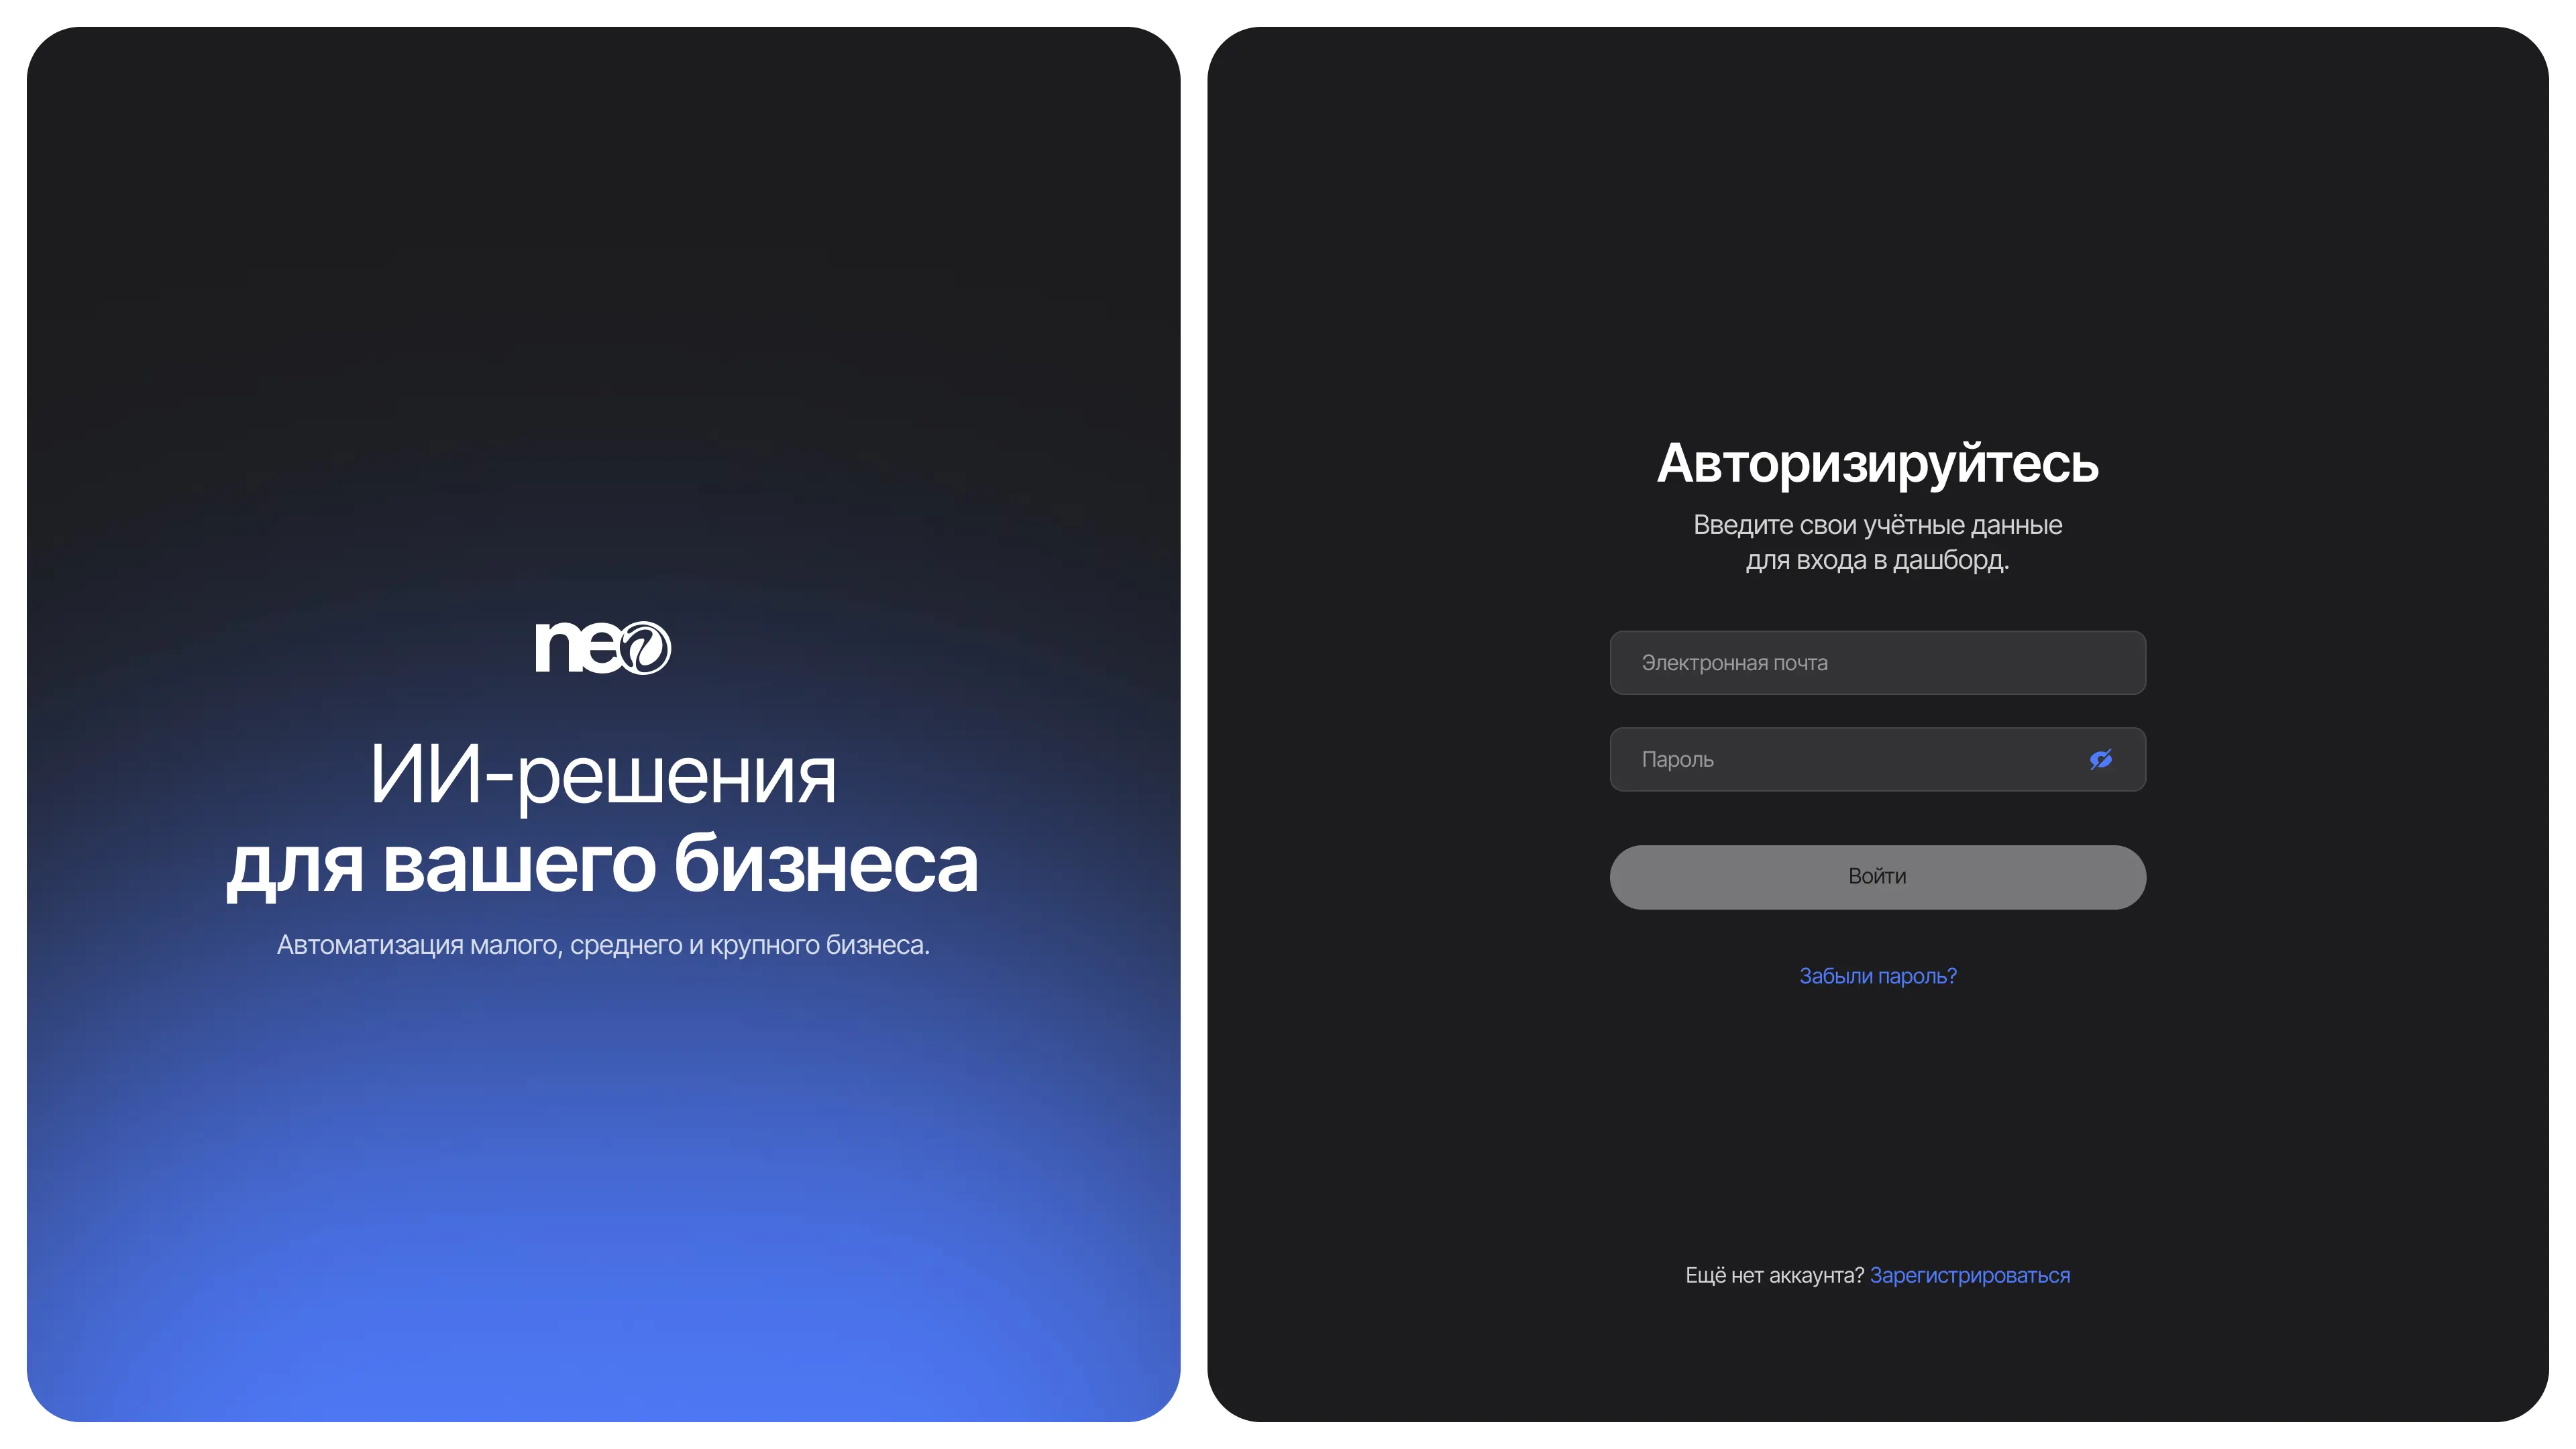 neo
ИИ-решения
для вашего бизнеса
Автоматизация малого, среднего и крупного бизнеса.
Авторизируйтесь
Введите свои учётные данные
для входа в дашборд.
Электронная почта
Пароль
Войти
Забыли пароль?
Ещё нет аккаунта? Зарегистрироваться